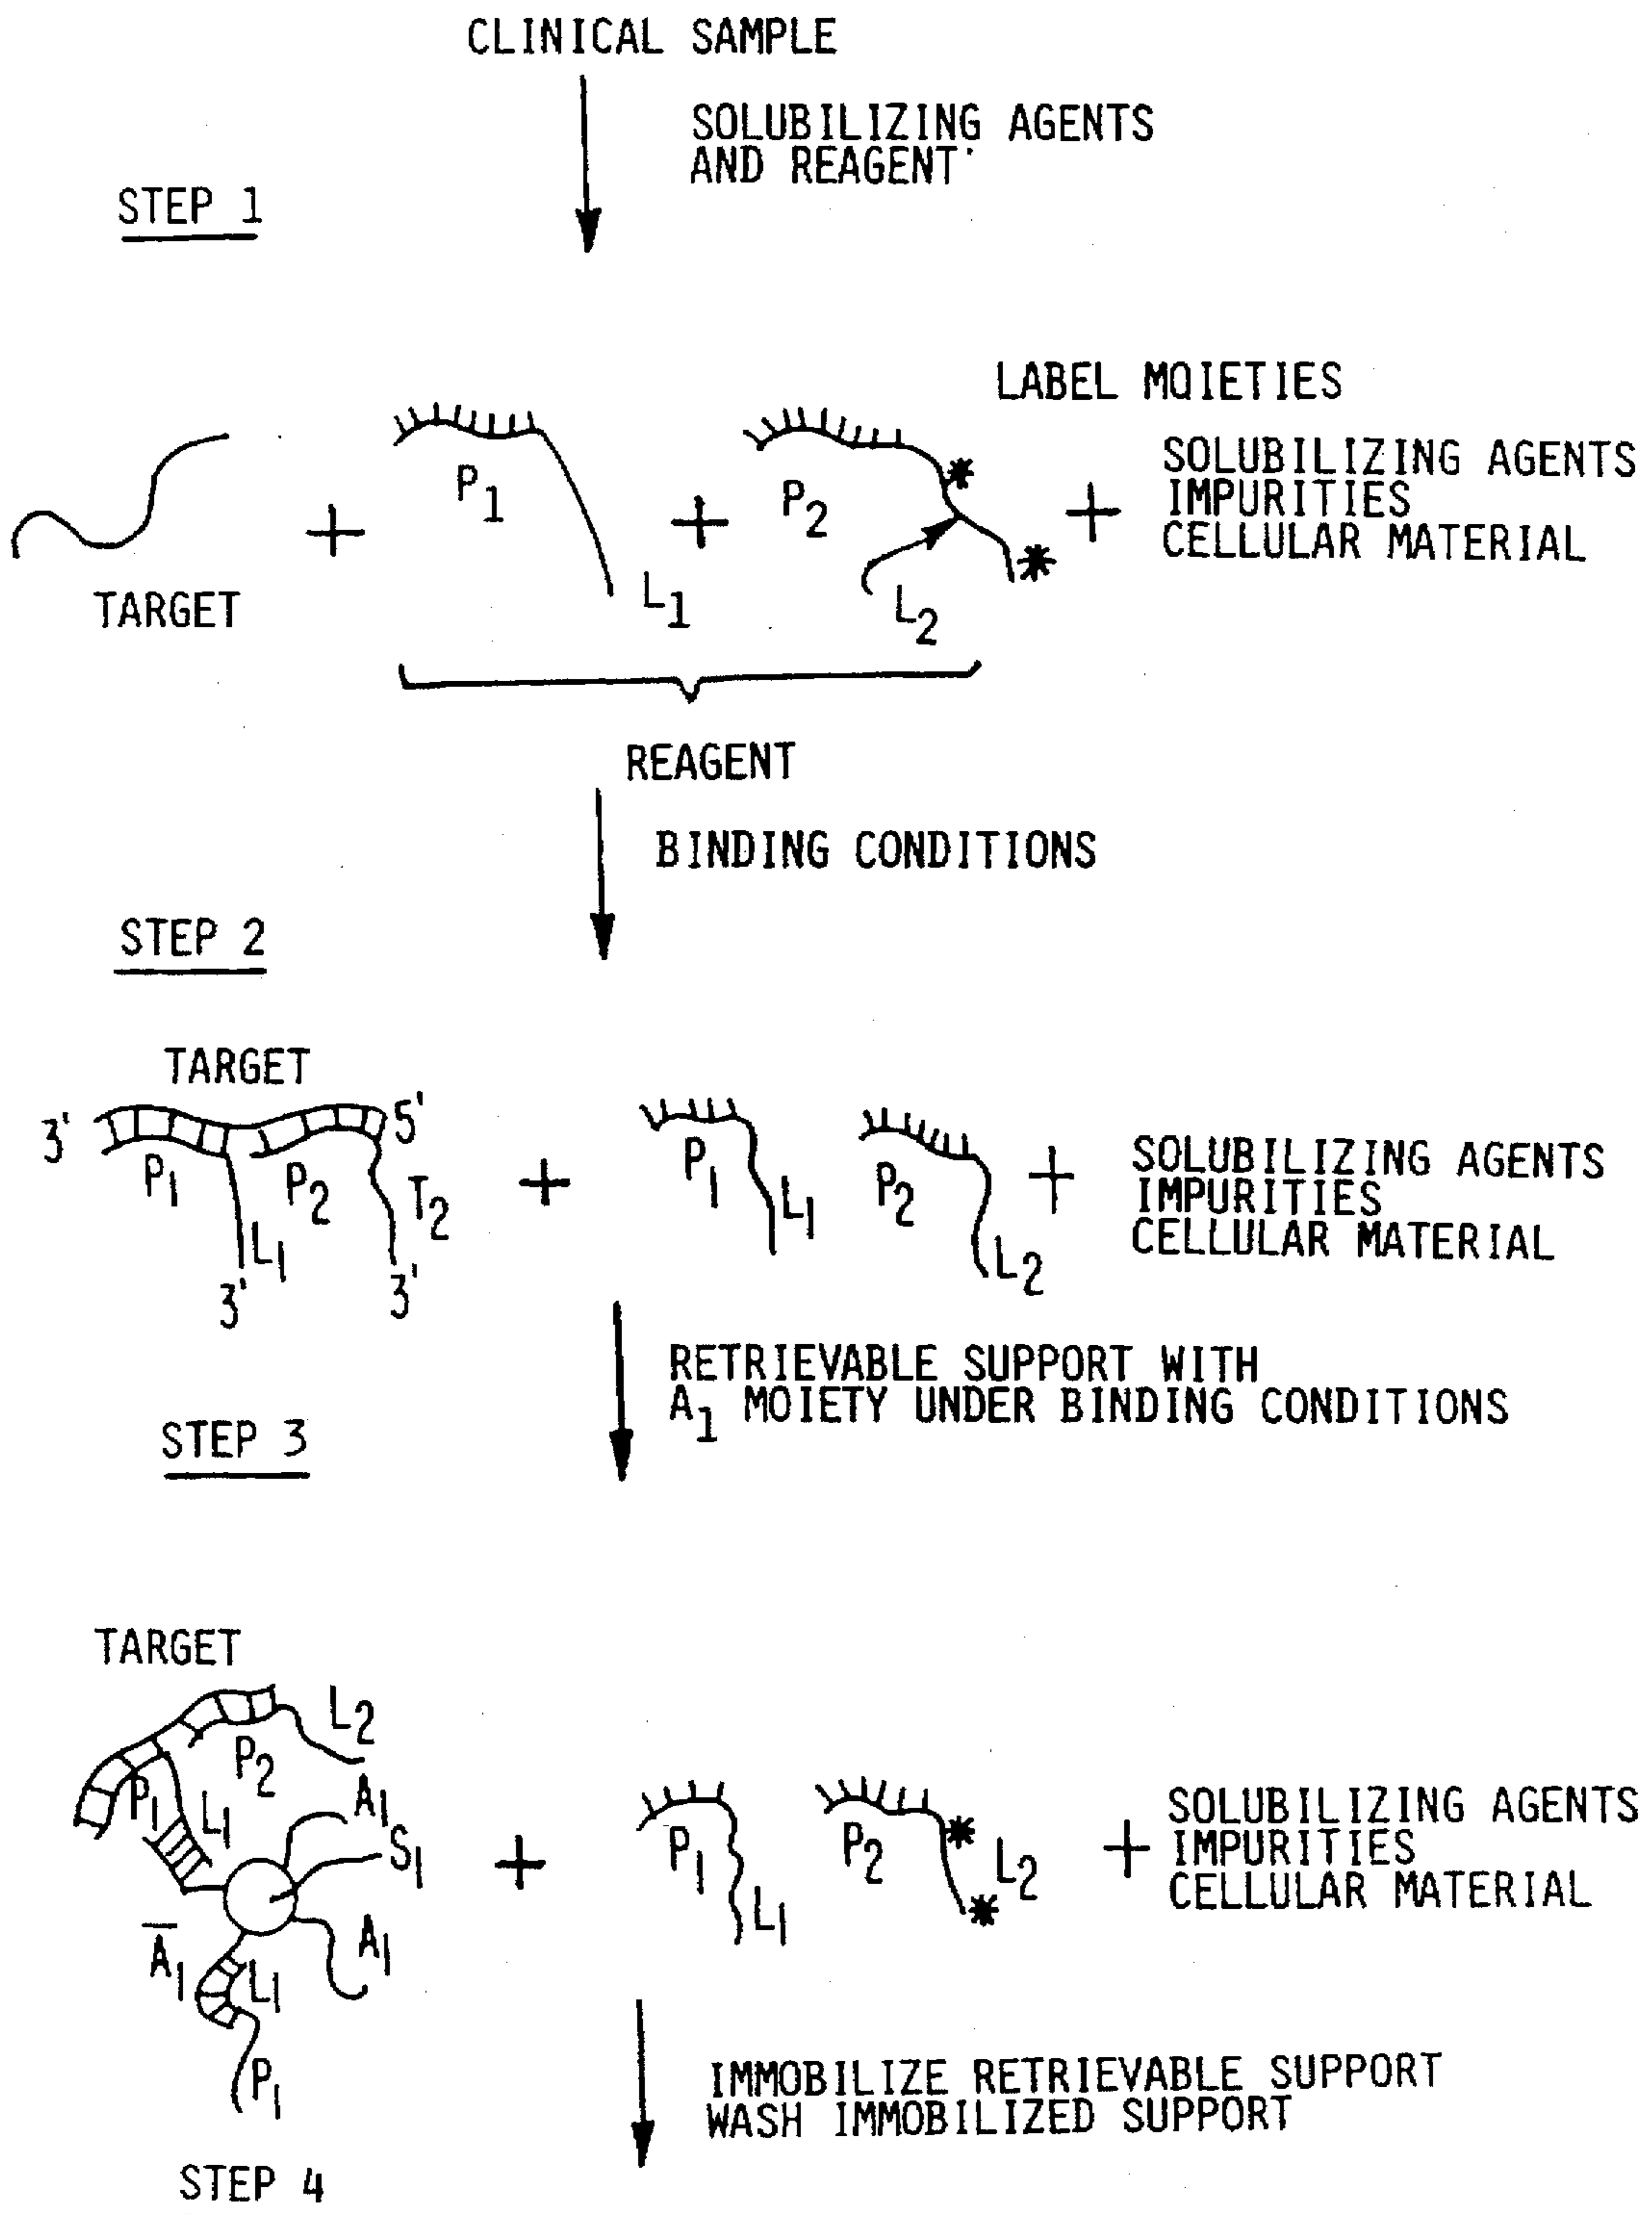 CLINICAL SAMPLE
SOLUBILIZING AGENTS
AND REAGENT
STEP 1
LABEL MOIETIES
SOLUBILIZING AGENTS
IMPURITIES
CELLULAR MATERIAL
TARGET
+
P1
L1
+
P2
*
*
L2
+
REAGENT
BINDING CONDITIONS
STEP 2
TARGET
3'
5'
P1
P2
T2
L1
3'
3'
+
P1
L1
P2
L2
+
SOLUBILIZING AGENTS
IMPURITIES
CELLULAR MATERIAL
RETRIEVABLE SUPPORT WITH
A1 MOIETY UNDER BINDING CONDITIONS
STEP 3
TARGET
L2
P2
P1
L1
A1
S1
A̅1
L1
A1
P1
+
P1
L1
P2
*
L2
*
+
SOLUBILIZING AGENTS
IMPURITIES
CELLULAR MATERIAL
IMMOBILIZE RETRIEVABLE SUPPORT
WASH IMMOBILIZED SUPPORT
STEP 4